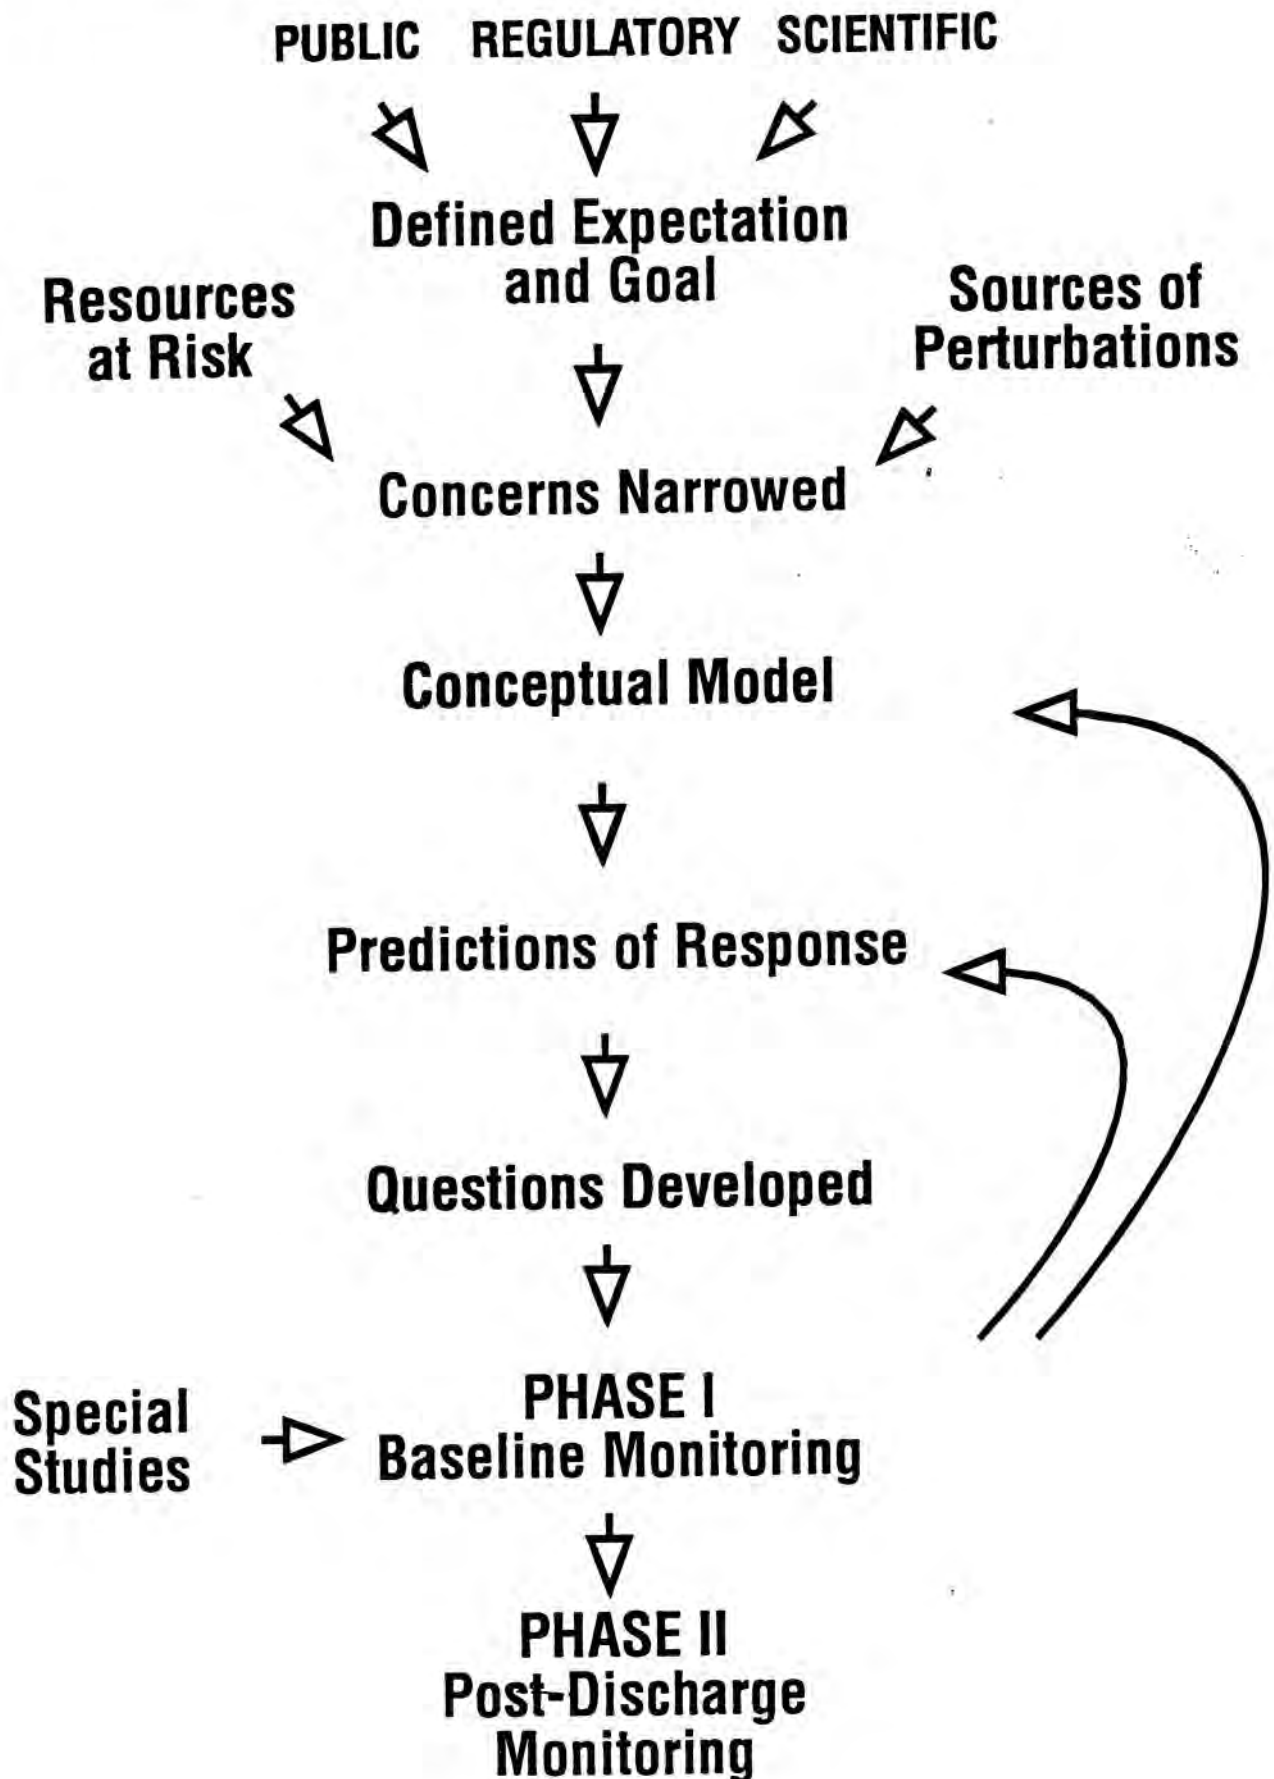 PUBLIC REGULATORY SCIENTIFIC
Defined Expectation
and Goal
Resources
at Risk
Sources of
Perturbations
Concerns Narrowed
Conceptual Model
Predictions of Response
Questions Developed
Special
Studies
PHASE I
Baseline Monitoring
PHASE II
Post-Discharge
Monitoring